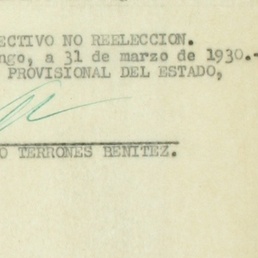 ECTIVO NO REELECCION.
ngo, a 31 de marzo de 1930.-
PROVISIONAL DEL ESTADO,
O TERRONES BENITEZ.